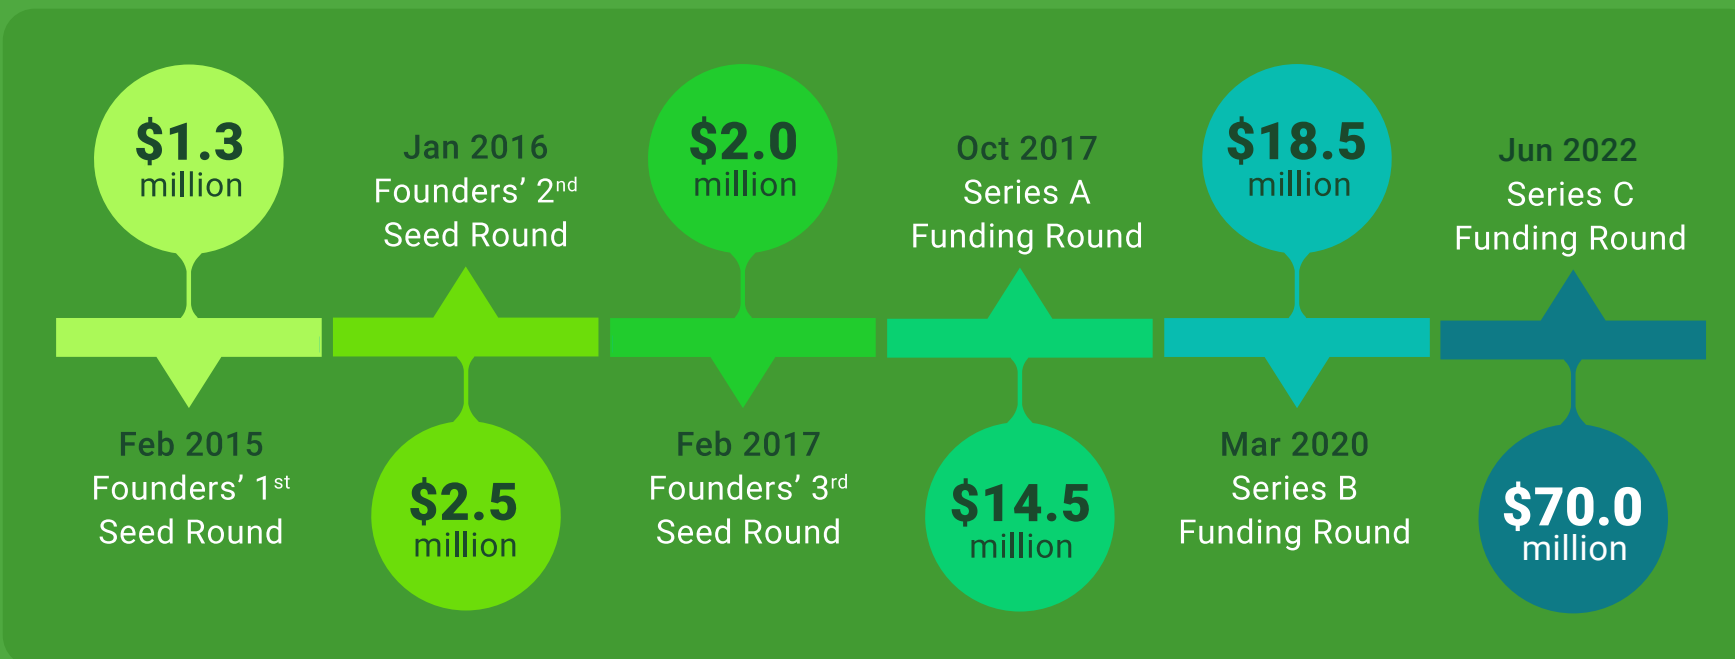 $1.3
million
Feb 2015
Founders’ 1st
Seed Round
Jan 2016
Founders’ 2nd
Seed Round
$2.5
million
$2.0
million
Feb 2017
Founders’ 3rd
Seed Round
Oct 2017
Series A
Funding Round
$14.5
million
$18.5
million
Mar 2020
Series B
Funding Round
Jun 2022
Series C
Funding Round
$70.0
million